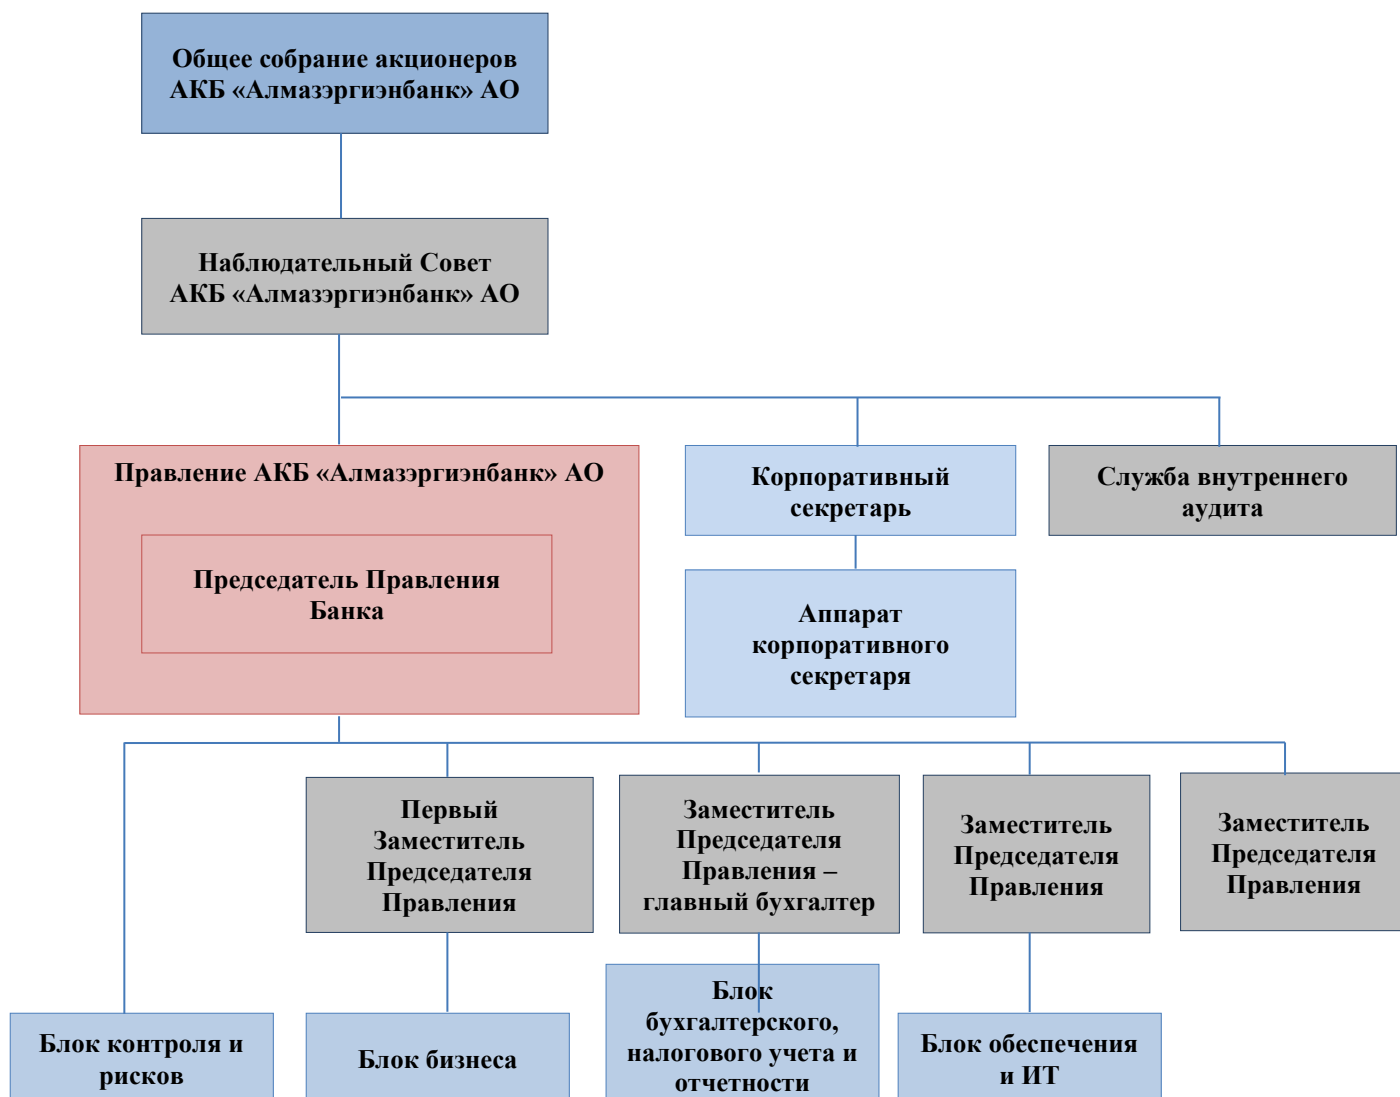 Общее собрание акционеров
АКБ «Алмазэргиэнбанк» АО
Наблюдательный Совет
АКБ «Алмазэргиэнбанк» АО
Правление АКБ «Алмазэргиэнбанк» АО
Председатель Правления
Банка
Корпоративный
секретарь
Служба внутреннего
аудита
Аппарат
корпоративного
секретаря
Первый
Заместитель
Председателя
Правления
Заместитель
Председателя
Правления –
главный бухгалтер
Заместитель
Председателя
Правления
Заместитель
Председателя
Правления
Блок контроля и
рисков
Блок бизнеса
Блок
бухгалтерского,
налогового учета и
отчетности
Блок обеспечения
и ИТ